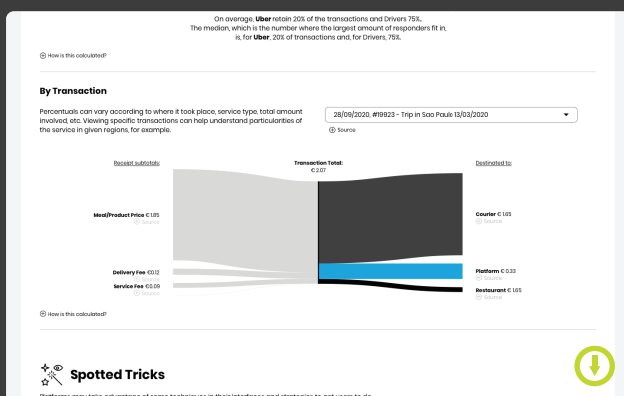 On average, Uber retain 20% of the transactions and Drivers 75%.
The median, which is the number where the largest amount of responders fit in,
is, for Uber, 20% of transactions and, for Drivers, 75%.
How is this calculated?
By Transaction
Percentuals can vary according to where it took place, service type, total amount
involved, etc. Viewing specific transactions can help understand particularities of
the service in given regions, for example.
28/09/2020, #19923 - Trip in Sao Paulo 13/03/2020
Source
Receipt subtotals:
Transaction Total:
€ 2.07
Destinated to:
Meal/Product Price € 1.85
Source
Courier € 1.65
Source
Delivery Fee €0.12
Source
Platform € 0.33
Source
Service Fee €0.09
Source
Restaurant € 1.65
Source
How is this calculated?
Spotted Tricks